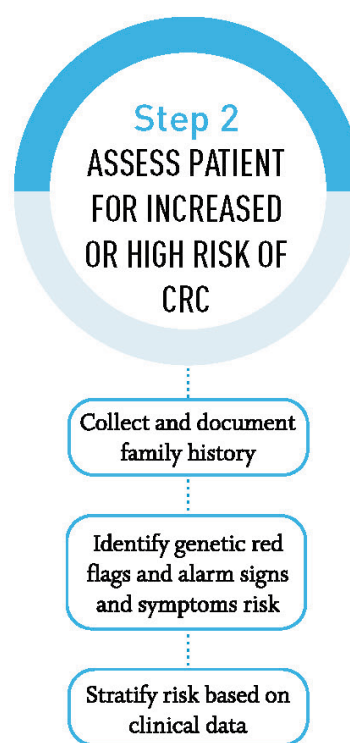 Step 2
ASSESS PATIENT
FOR INCREASED
OR HIGH RISK OF
CRC
Collect and document
family history
Identify genetic red
flags and alarm signs
and symptoms risk
Stratify risk based on
clinical data